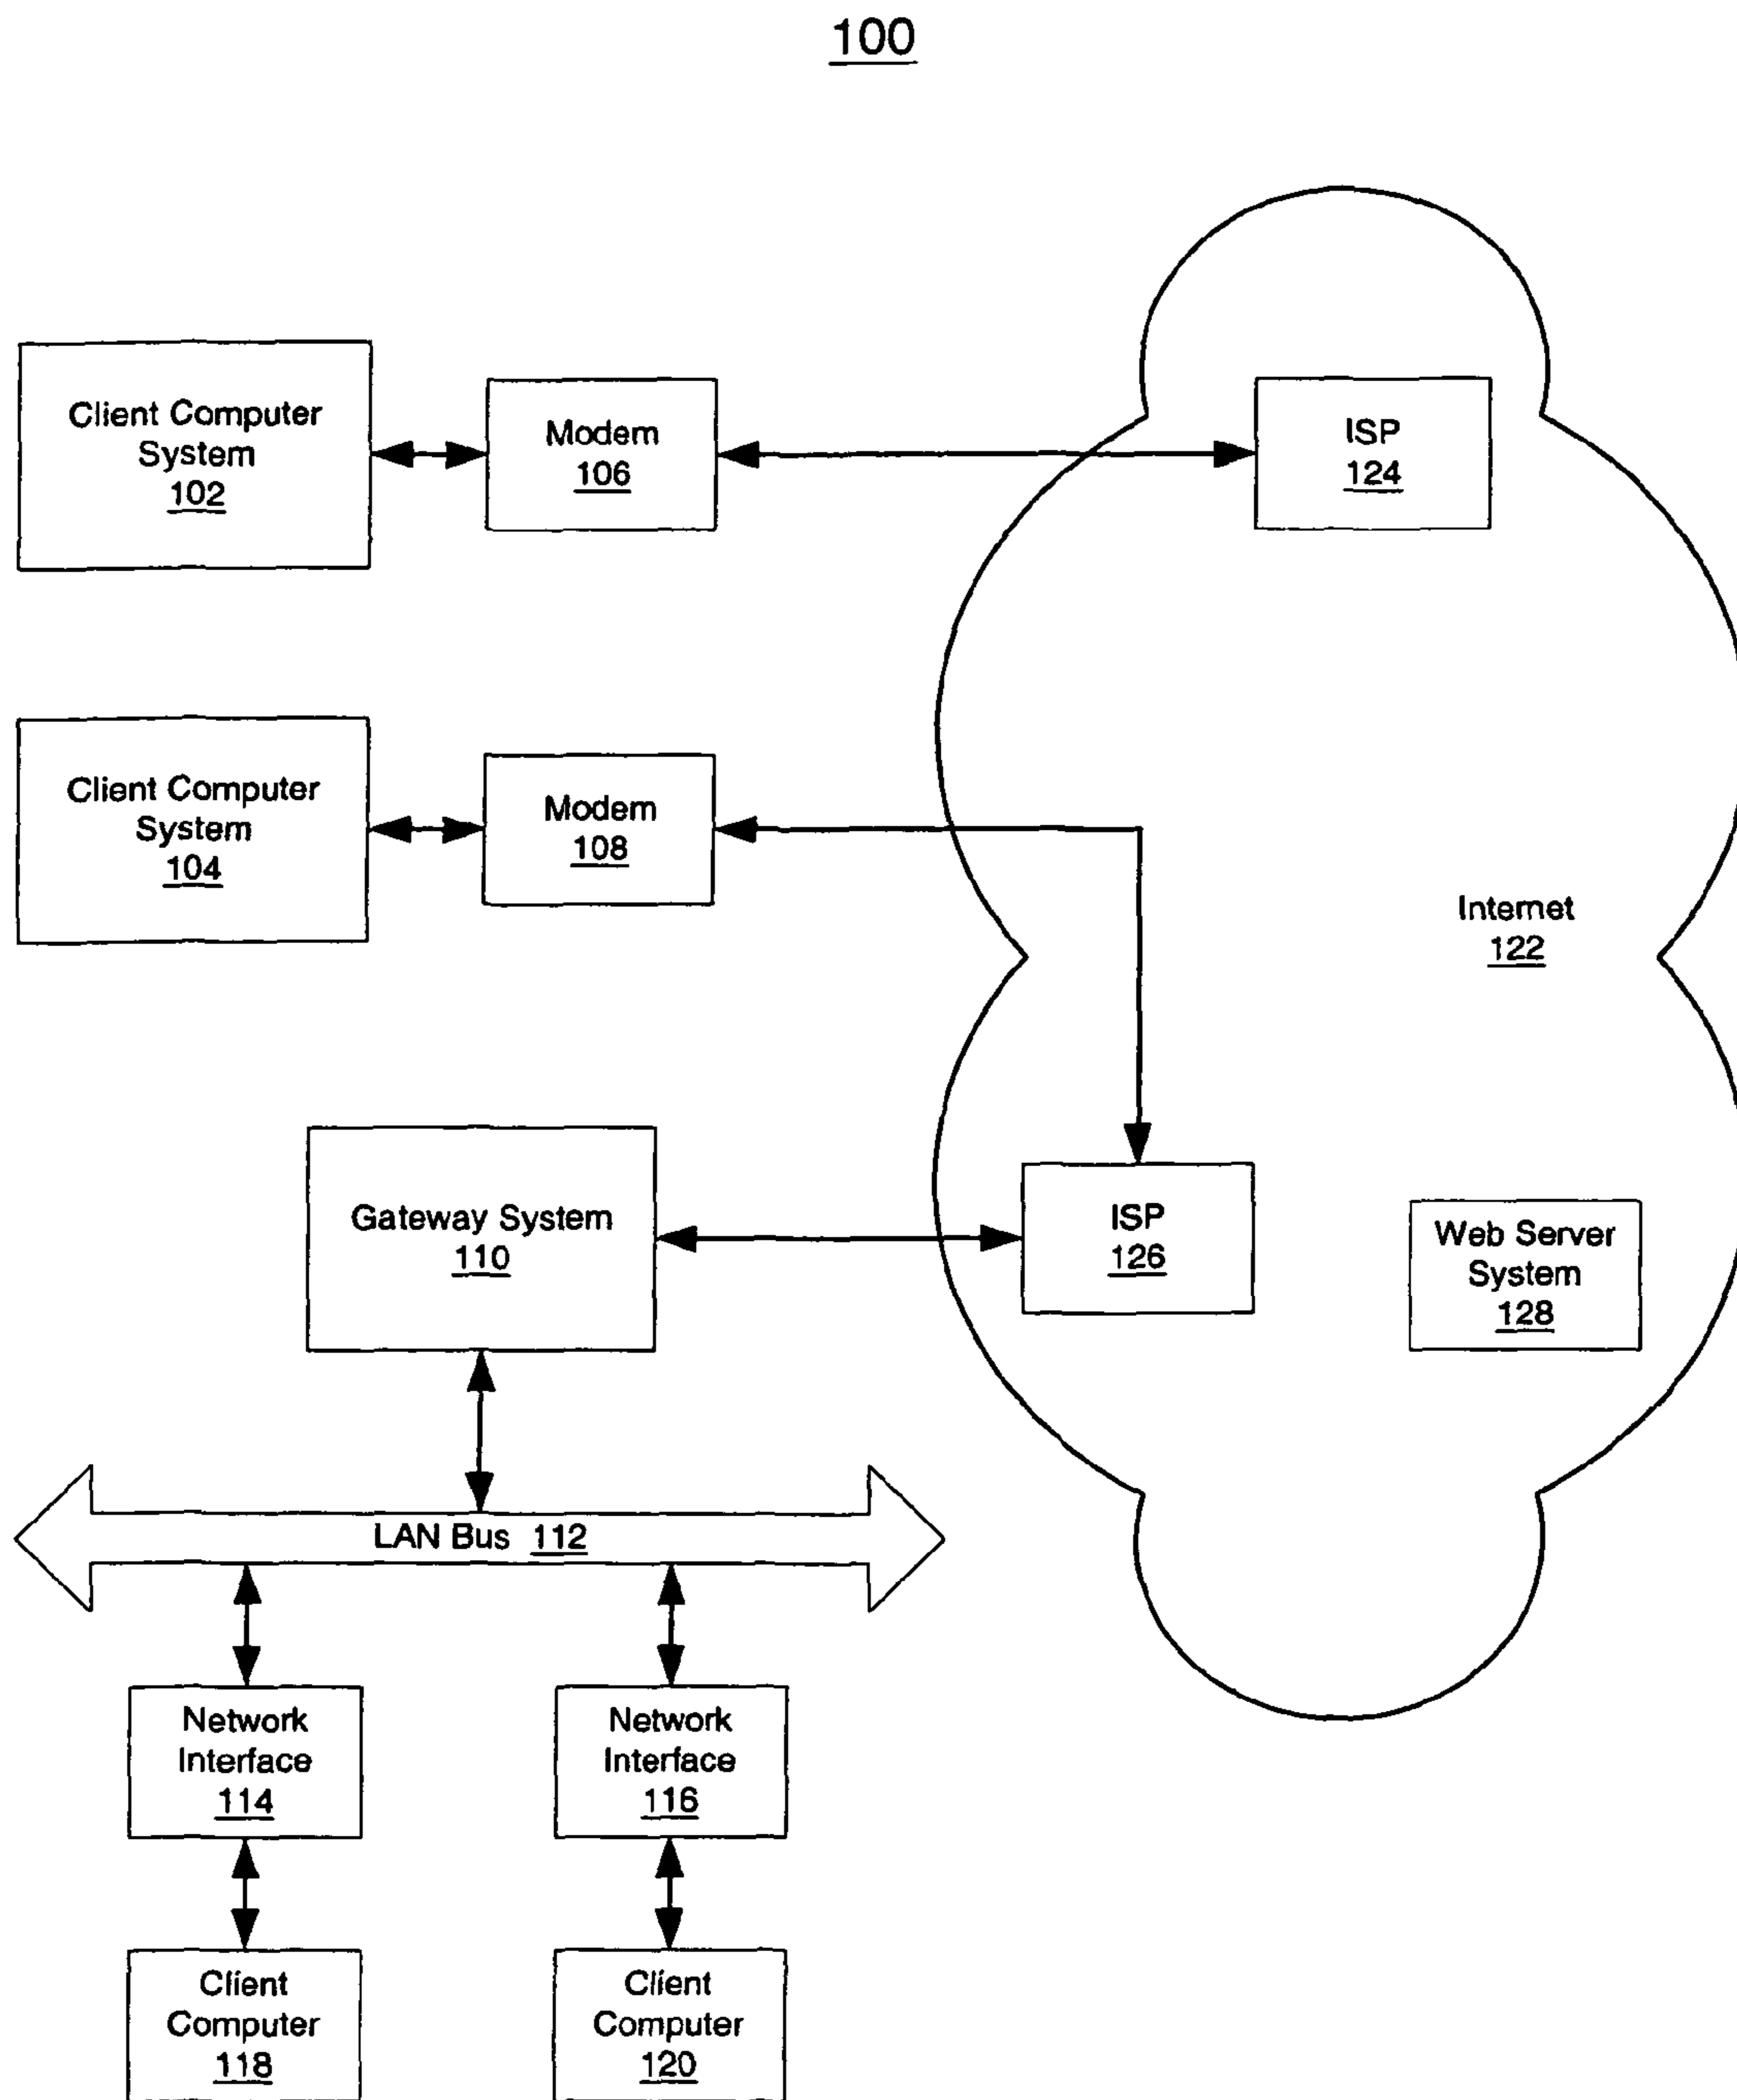 100
Client Computer
System
102
Modem
106
ISP
124
Client Computer
System
104
Modem
108
Internet
122
Gateway System
110
ISP
126
Web Server
System
128
LAN Bus 112
Network
Interface
114
Network
Interface
116
Client
Computer
118
Client
Computer
120